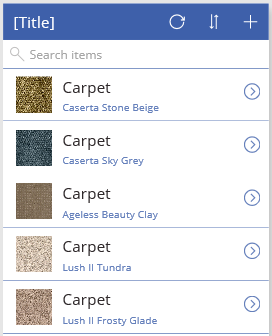 [Title]
Search items
Carpet
Caserta Stone Beige
Carpet
Caserta Sky Grey
Carpet
Ageless Beauty Clay
Carpet
Lush II Tundra
Carpet
Lush II Frosty Glade